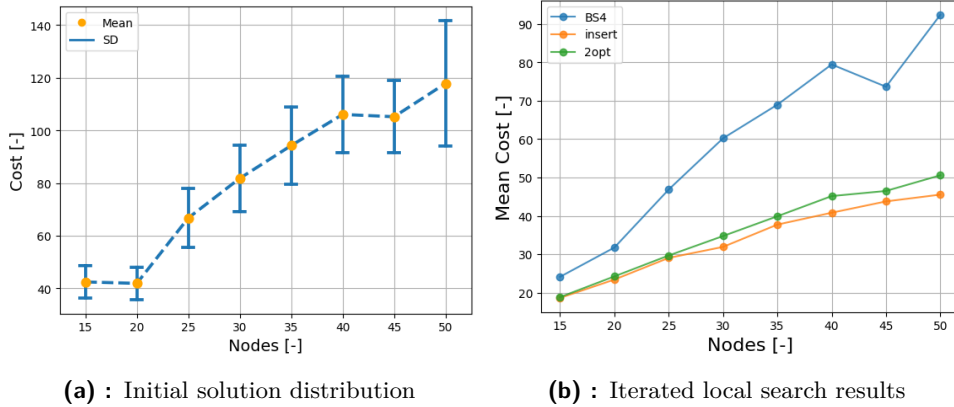 140
120
100
80
60
40
Cost [-]
Mean
SD
15 20 25 30 35 40 45 50
Nodes [-]
(a) : Initial solution distribution
90
80
70
60
50
40
30
20
Mean Cost [-]
BS4
insert
2opt
15 20 25 30 35 40 45 50
Nodes [-]
(b) : Iterated local search results